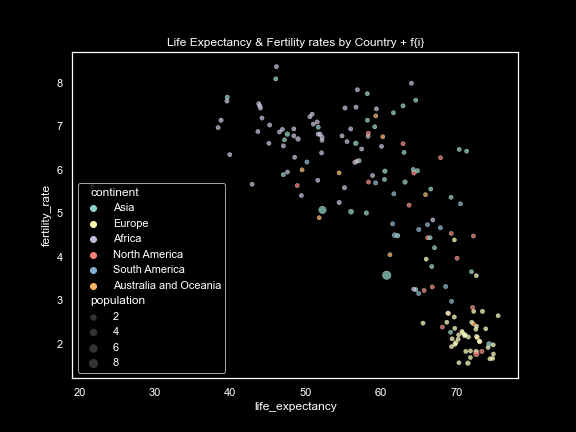 Life Expectancy & Fertility rates by Country + f{i}
8
7
6
5
4
3
2
fertility_rate
continent
Asia
Europe
Africa
North America
South America
Australia and Oceania
population
2
4
6
8
20 30 40 50 60 70
life_expectancy